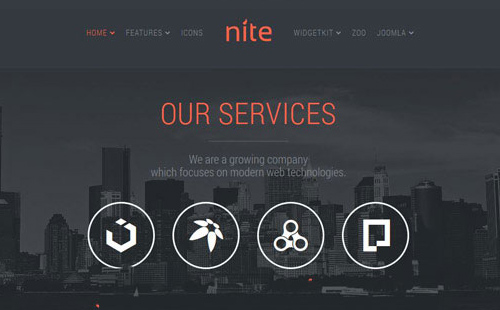 HOME FEATURES ICONS nite WIDGETKIT ZOO JOOMLA
OUR SERVICES
We are a growing company
which focuses on modern web technologies.